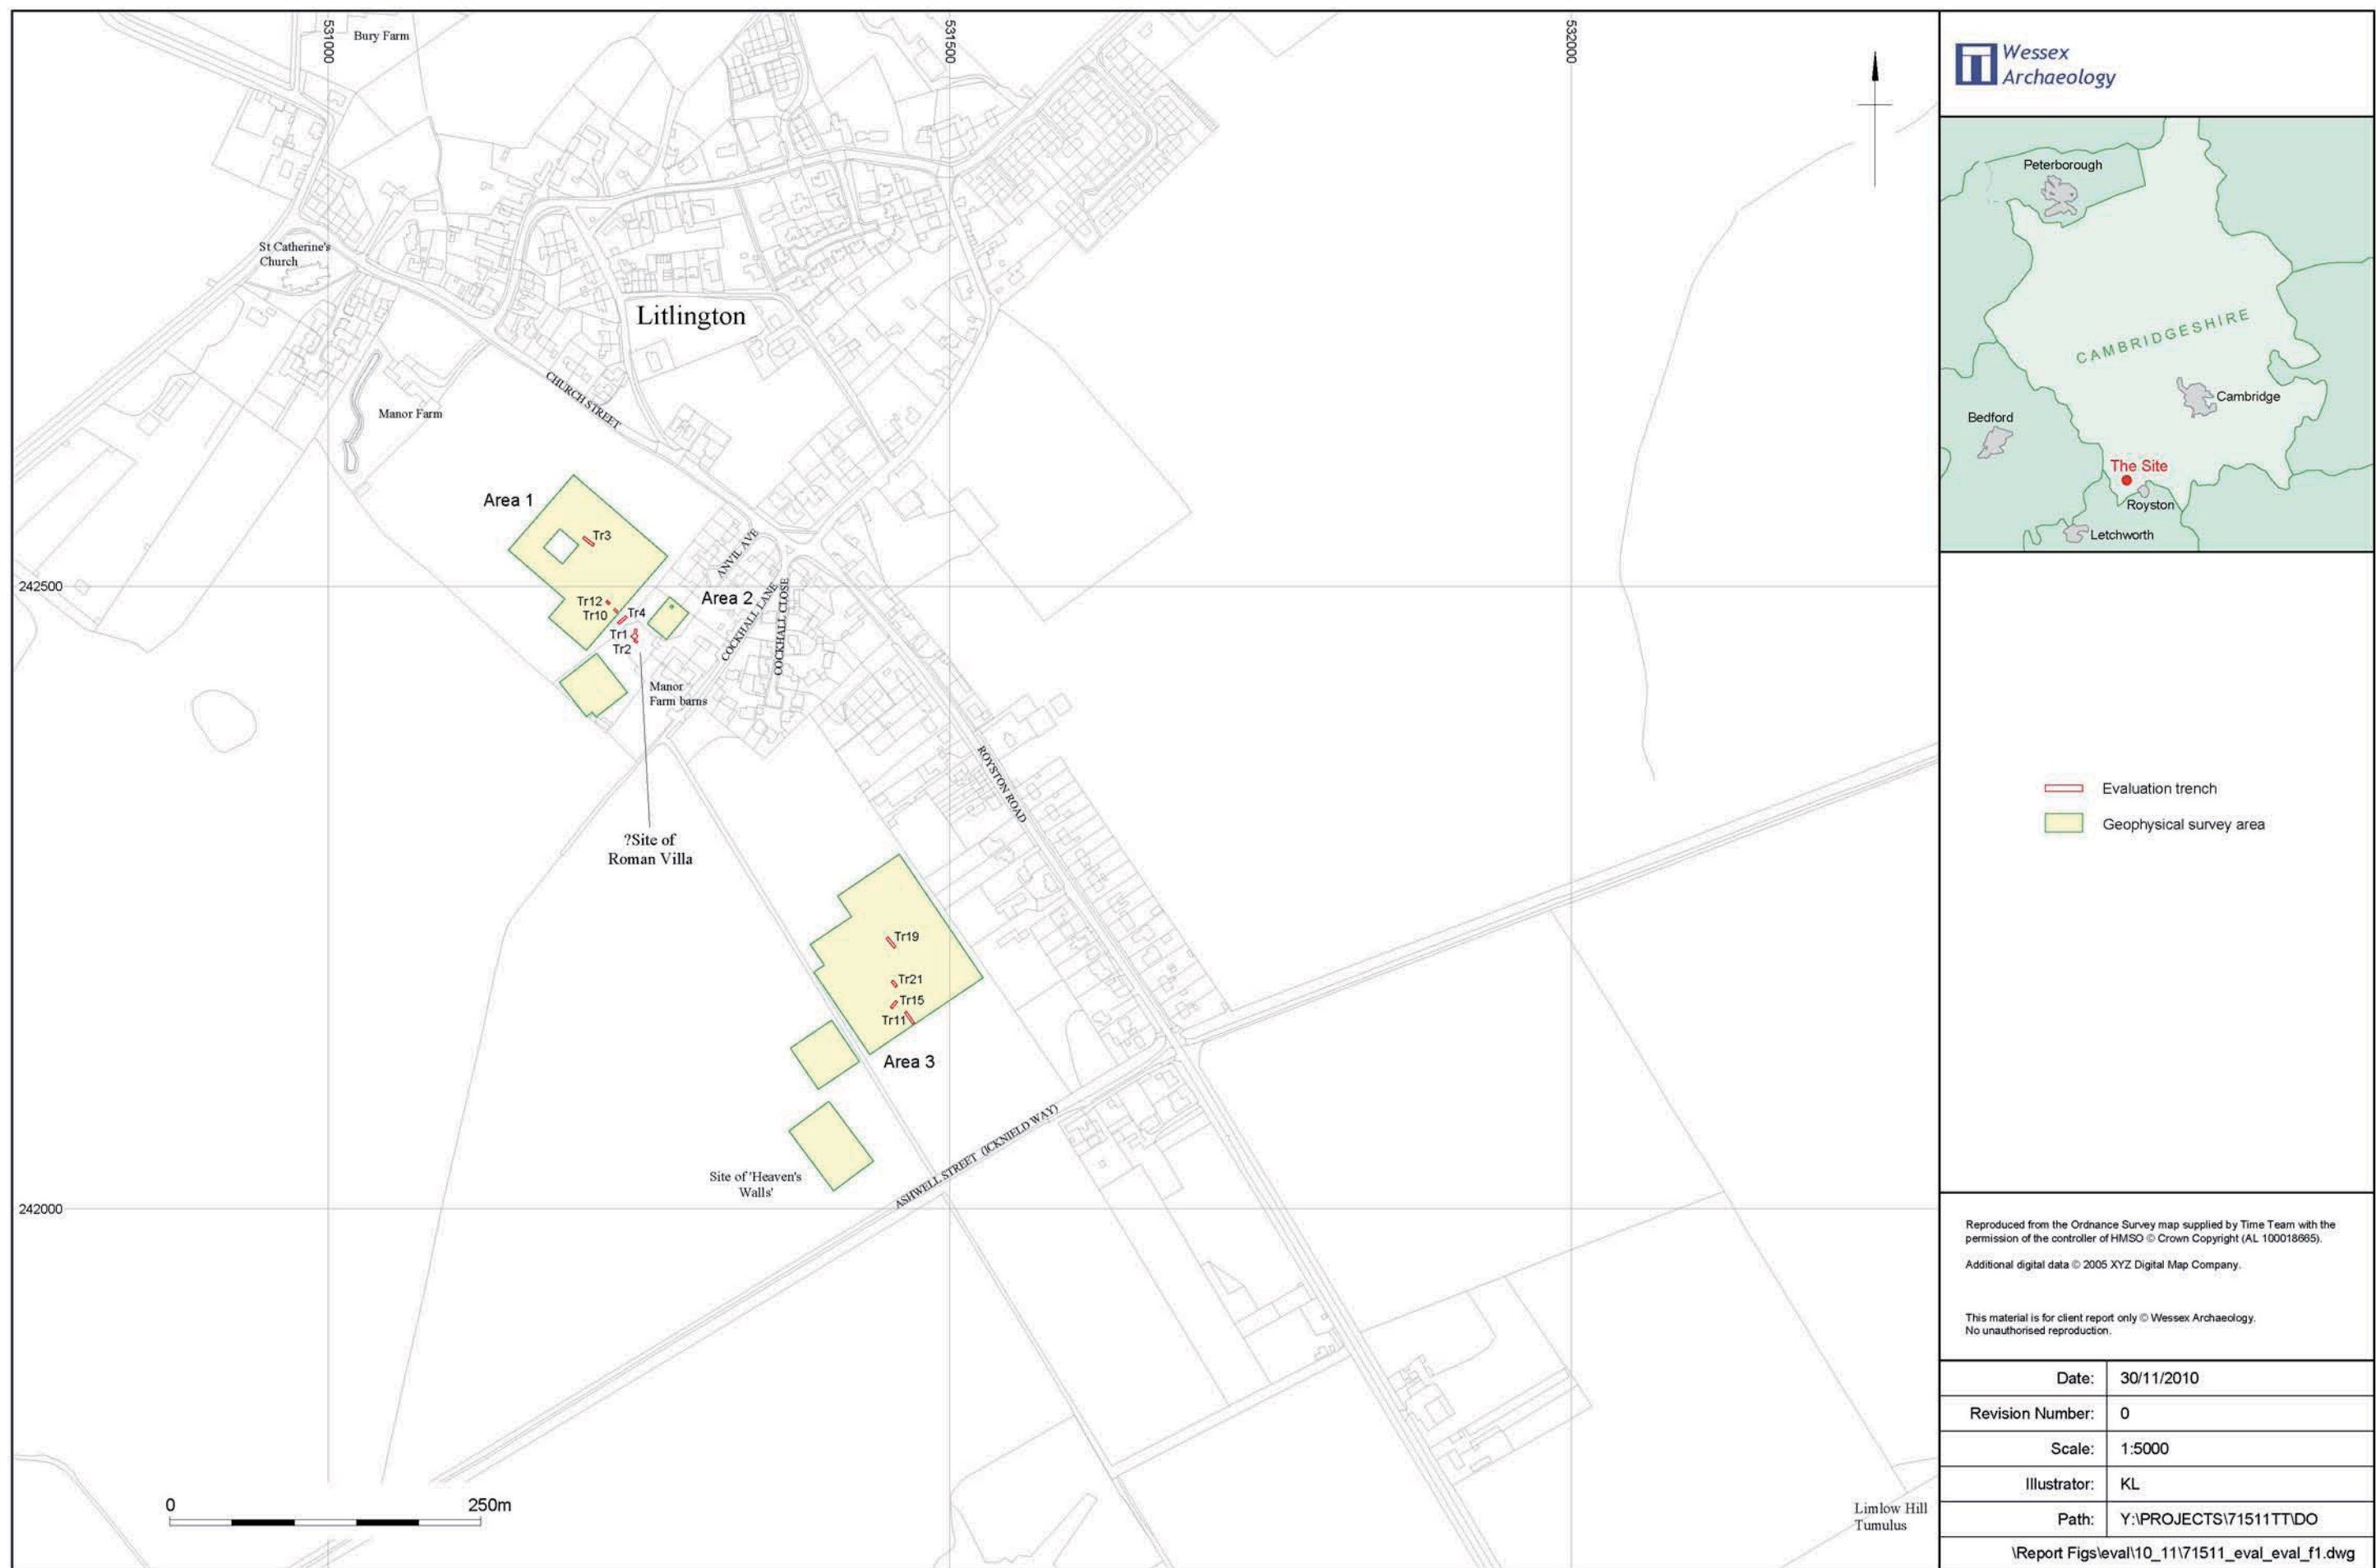 531000
531500
532000
Bury Farm
St Catherine's
Church
Litlington
CHURCH STREET
Manor Farm
Area 1
Tr3
ANVIL AVE
242500
Tr12
Tr10
Tr4
Area 2
Tr1
Tr2
COCKHALL LANE
COCKHALL CLOSE
Manor
Farm barns
ROYSTON ROAD
?Site of
Roman Villa
Tr19
Tr21
Tr15
Tr11
Area 3
ASHWELL STREET (ICKNIELD WAY)
Site of 'Heaven's
Walls'
242000
0 250m
Limlow Hill
Tumulus
Wessex
Archaeology
Peterborough
CAMBRIDGESHIRE
Cambridge
Bedford
The Site
Royston
Letchworth
Evaluation trench
Geophysical survey area
Reproduced from the Ordnance Survey map supplied by Time Team with the
permission of the controller of HMSO © Crown Copyright (AL 100018665).
Additional digital data © 2005 XYZ Digital Map Company.
This material is for client report only © Wessex Archaeology.
No unauthorised reproduction.
Date: 30/11/2010
Revision Number: 0
Scale: 1:5000
Illustrator: KL
Path: Y:\PROJECTS\71511TT\DO
\Report Figs\eval\10_11\71511_eval_eval_f1.dwg